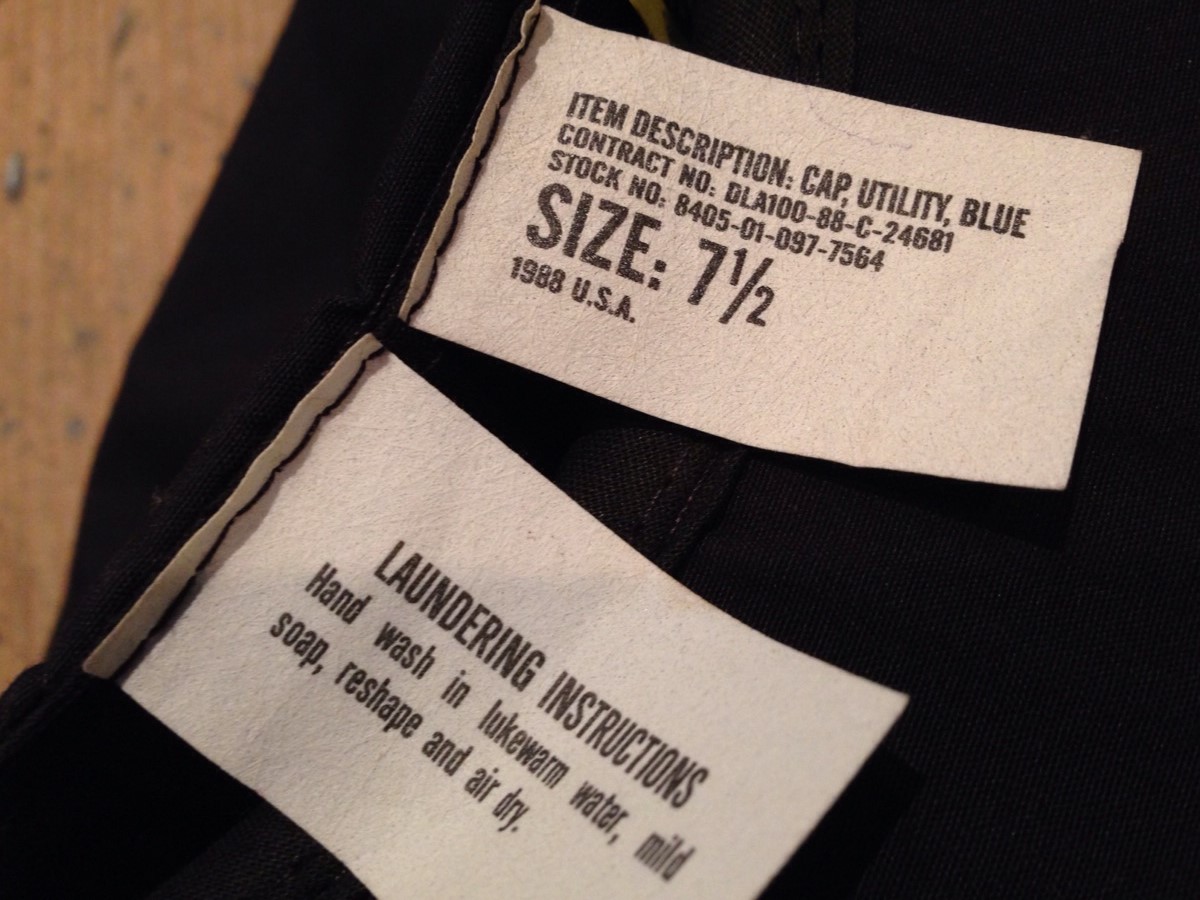 ITEM DESCRIPTION: CAP, UTILITY, BLUE
CONTRACT NO: DLA100-88-C-24681
STOCK NO: 8405-01-097-7564
SIZE: 7½
1988 U.S.A.
LAUNDERING INSTRUCTIONS
Hand wash in lukewarm water, mild
soap, reshape and air dry.